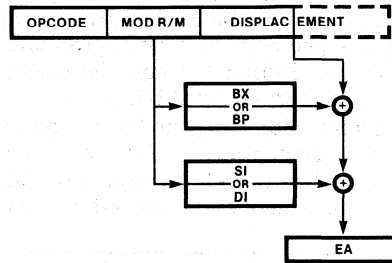 OPCODE MOD R/M DISPLACEMENT
BX
OR
BP
+
SI
OR
DI
+
EA